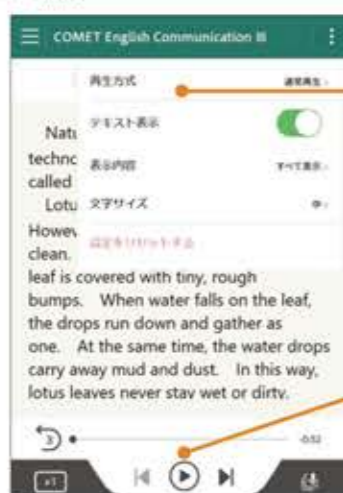 COMET English Communication Ⅲ
再生方式 通常再生
テキスト表示
表示内容 すべて表示
文字サイズ 中
設定をリセットする
Natu
techno
called
Lotu
Howev
clean.
leaf is covered with tiny, rough
bumps. When water falls on the leaf,
the drops run down and gather as
one. At the same time, the water drops
carry away mud and dust. In this way,
lotus leaves never stay wet or dirty.
3 -0:52
x1